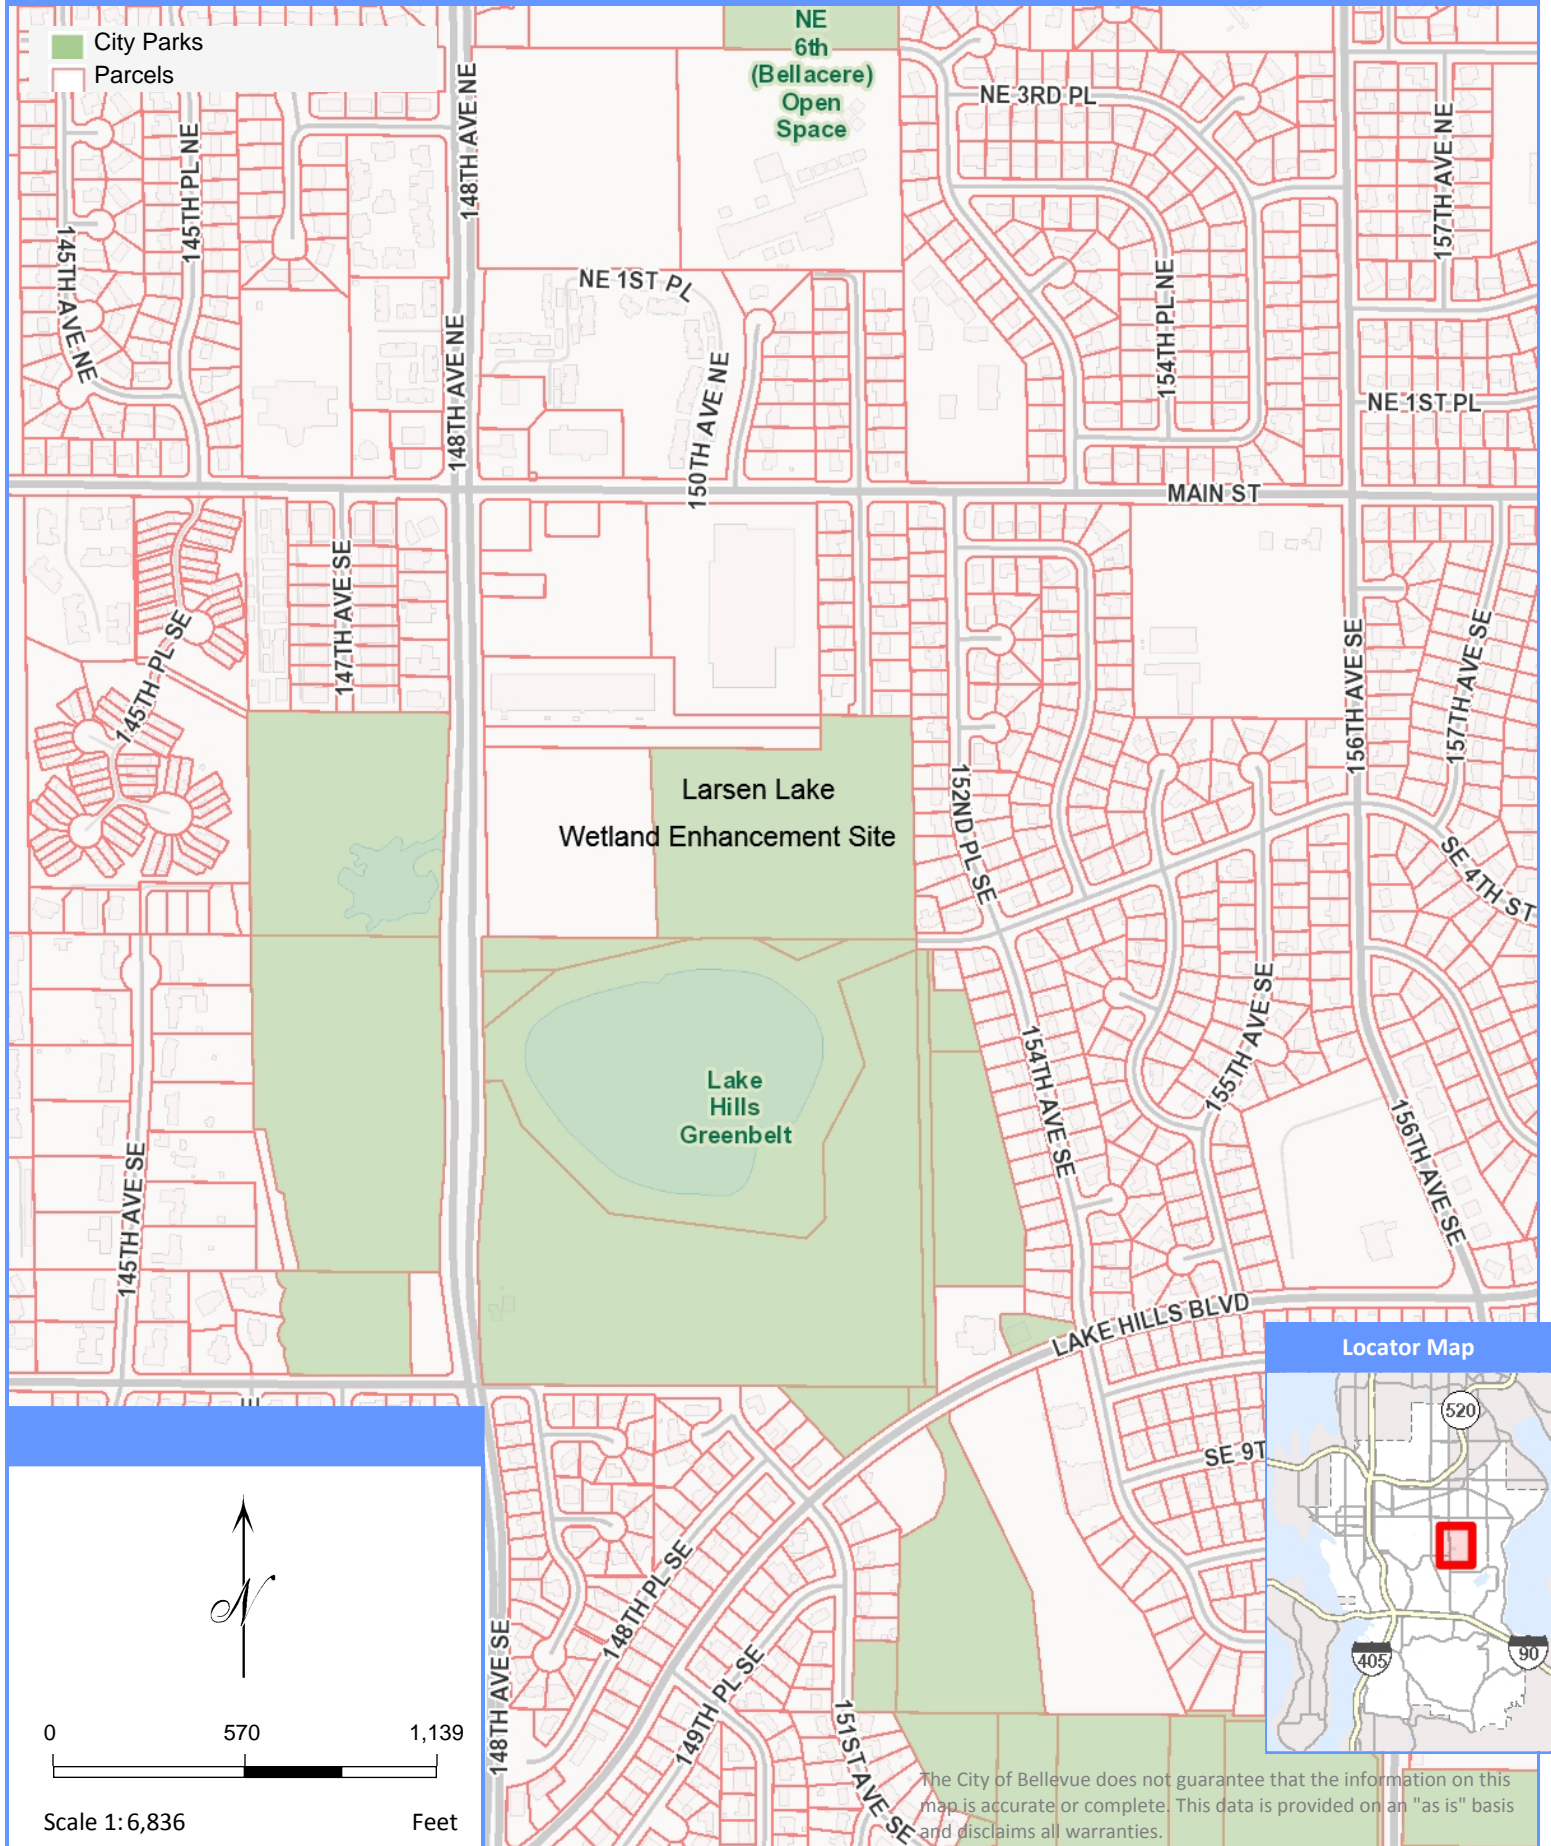 City Parks
Parcels
NE
6th
(Bellacere)
Open
Space
NE 3RD PL
148TH AVE NE
145TH PL NE
157TH AVE NE
145TH AVE NE
NE 1ST PL
154TH PL NE
148TH AVE NE
150TH AVE NE
NE 1ST PL
MAIN ST
147TH AVE SE
145TH PL SE
156TH AVE SE
157TH AVE SE
152ND PL SE
Larsen Lake
Wetland Enhancement Site
SE 4TH ST
155TH AVE SE
154TH AVE SE
Lake
Hills
Greenbelt
156TH AVE SE
145TH AVE SE
LAKE HILLS BLVD
Locator Map
520
405
90
SE 9T
148TH PL SE
148TH AVE SE
149TH PL SE
151ST AVE SE
N
0 570 1,139
Scale 1: 6,836 Feet
The City of Bellevue does not guarantee that the information on this
map is accurate or complete. This data is provided on an "as is" basis
and disclaims all warranties.